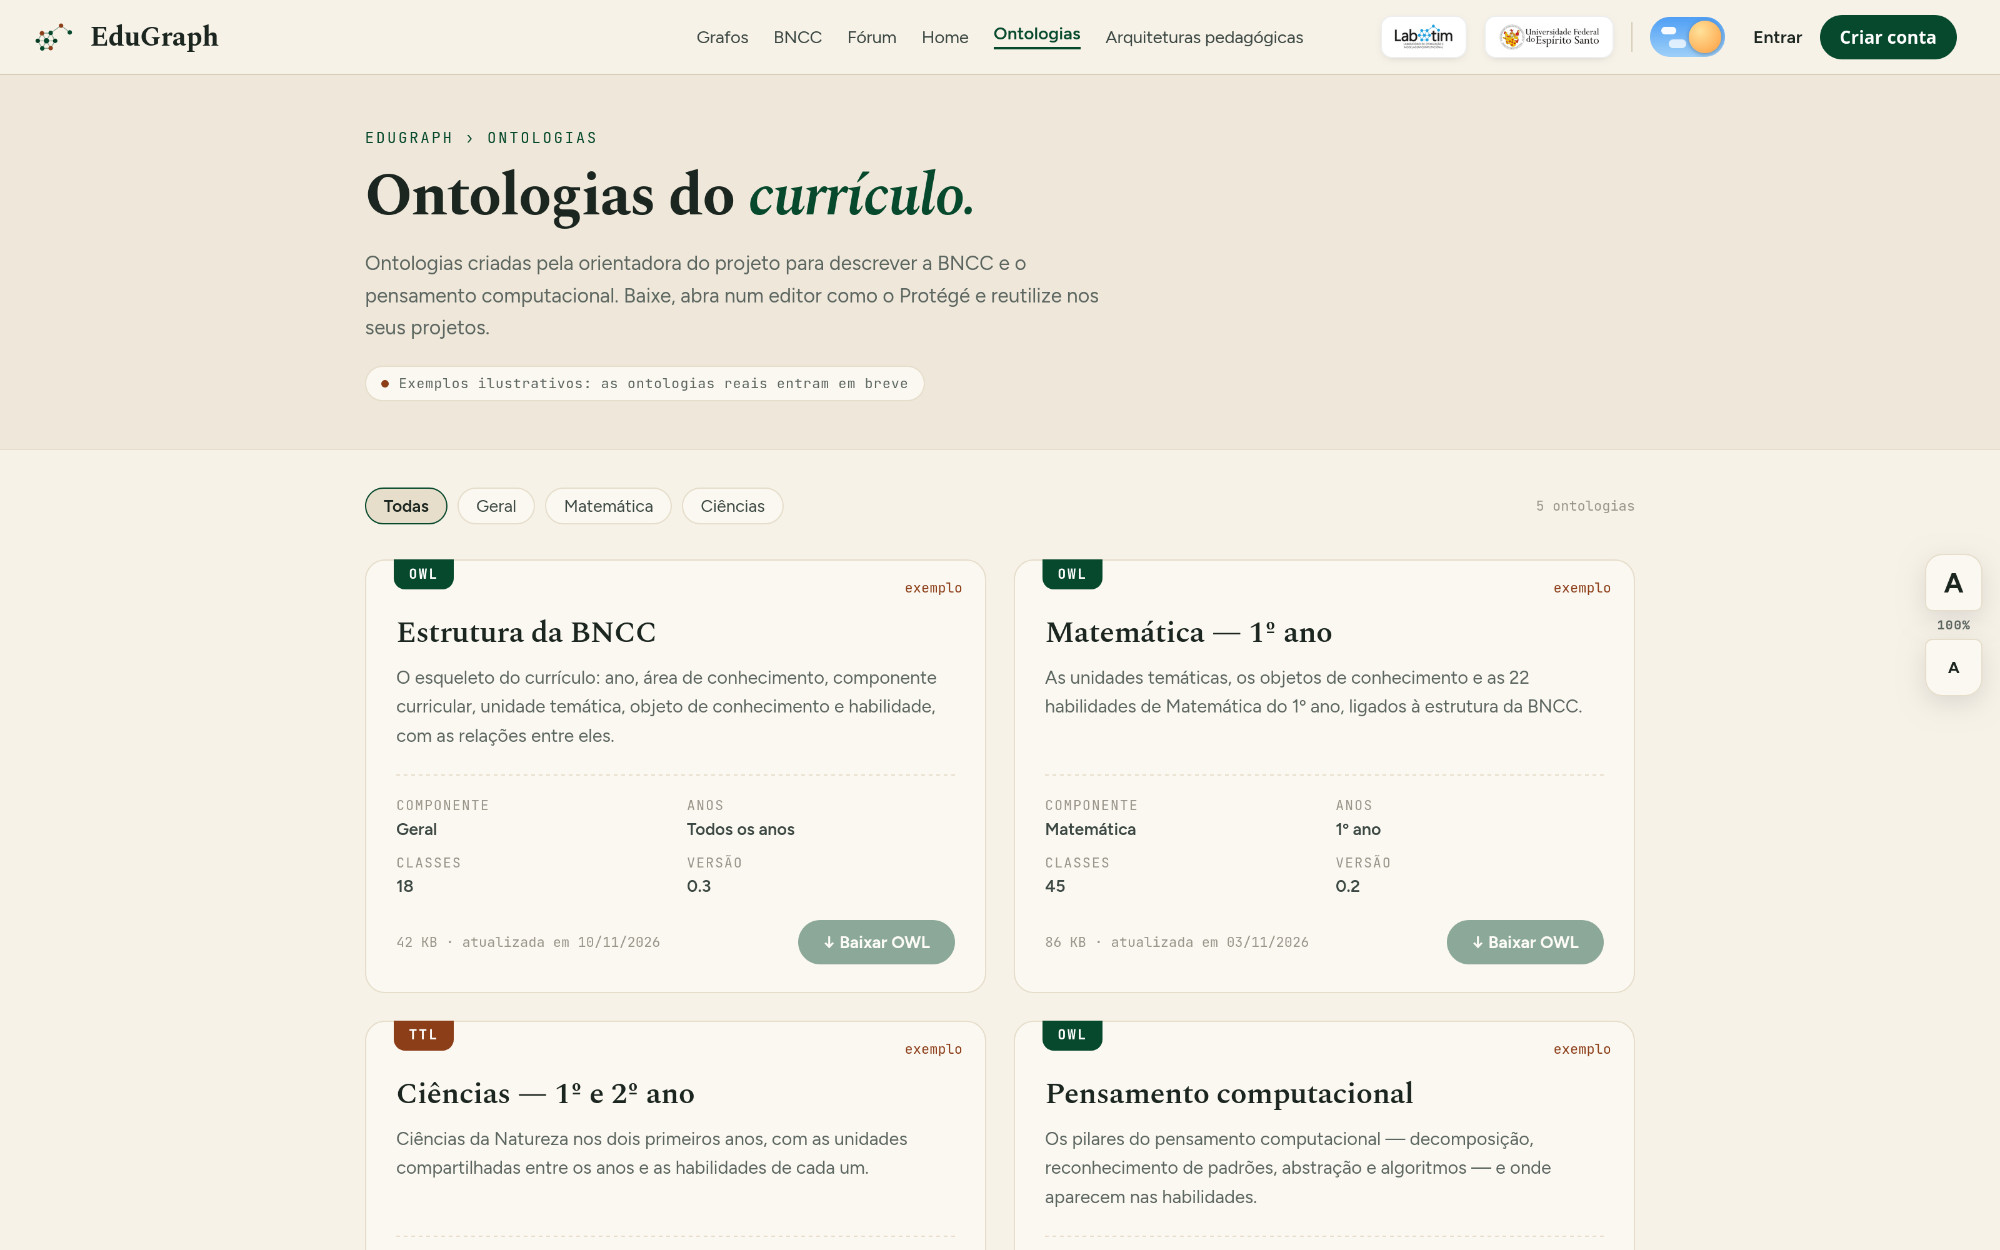 EduGraph
Grafos
BNCC
Fórum
Home
Ontologias
Arquiteturas pedagógicas
Lab tim
Universidade Federal
do Espírito Santo
Entrar
Criar conta
EDUGRAPH › ONTOLOGIAS
Ontologias do currículo.
Ontologias criadas pela orientadora do projeto para descrever a BNCC e o
pensamento computacional. Baixe, abra num editor como o Protégé e reutilize nos
seus projetos.
Exemplos ilustrativos: as ontologias reais entram em breve
Todas
Geral
Matemática
Ciências
5 ontologias
OWL
exemplo
Estrutura da BNCC
O esqueleto do currículo: ano, área de conhecimento, componente
curricular, unidade temática, objeto de conhecimento e habilidade,
com as relações entre eles.
COMPONENTE
Geral
ANOS
Todos os anos
CLASSES
18
VERSÃO
0.3
42 KB · atualizada em 10/11/2026
↓ Baixar OWL
OWL
exemplo
Matemática — 1º ano
As unidades temáticas, os objetos de conhecimento e as 22
habilidades de Matemática do 1º ano, ligados à estrutura da BNCC.
COMPONENTE
Matemática
ANOS
1º ano
CLASSES
45
VERSÃO
0.2
86 KB · atualizada em 03/11/2026
↓ Baixar OWL
TTL
exemplo
Ciências — 1º e 2º ano
Ciências da Natureza nos dois primeiros anos, com as unidades
compartilhadas entre os anos e as habilidades de cada um.
OWL
exemplo
Pensamento computacional
Os pilares do pensamento computacional — decomposição,
reconhecimento de padrões, abstração e algoritmos — e onde
aparecem nas habilidades.
A
100%
A